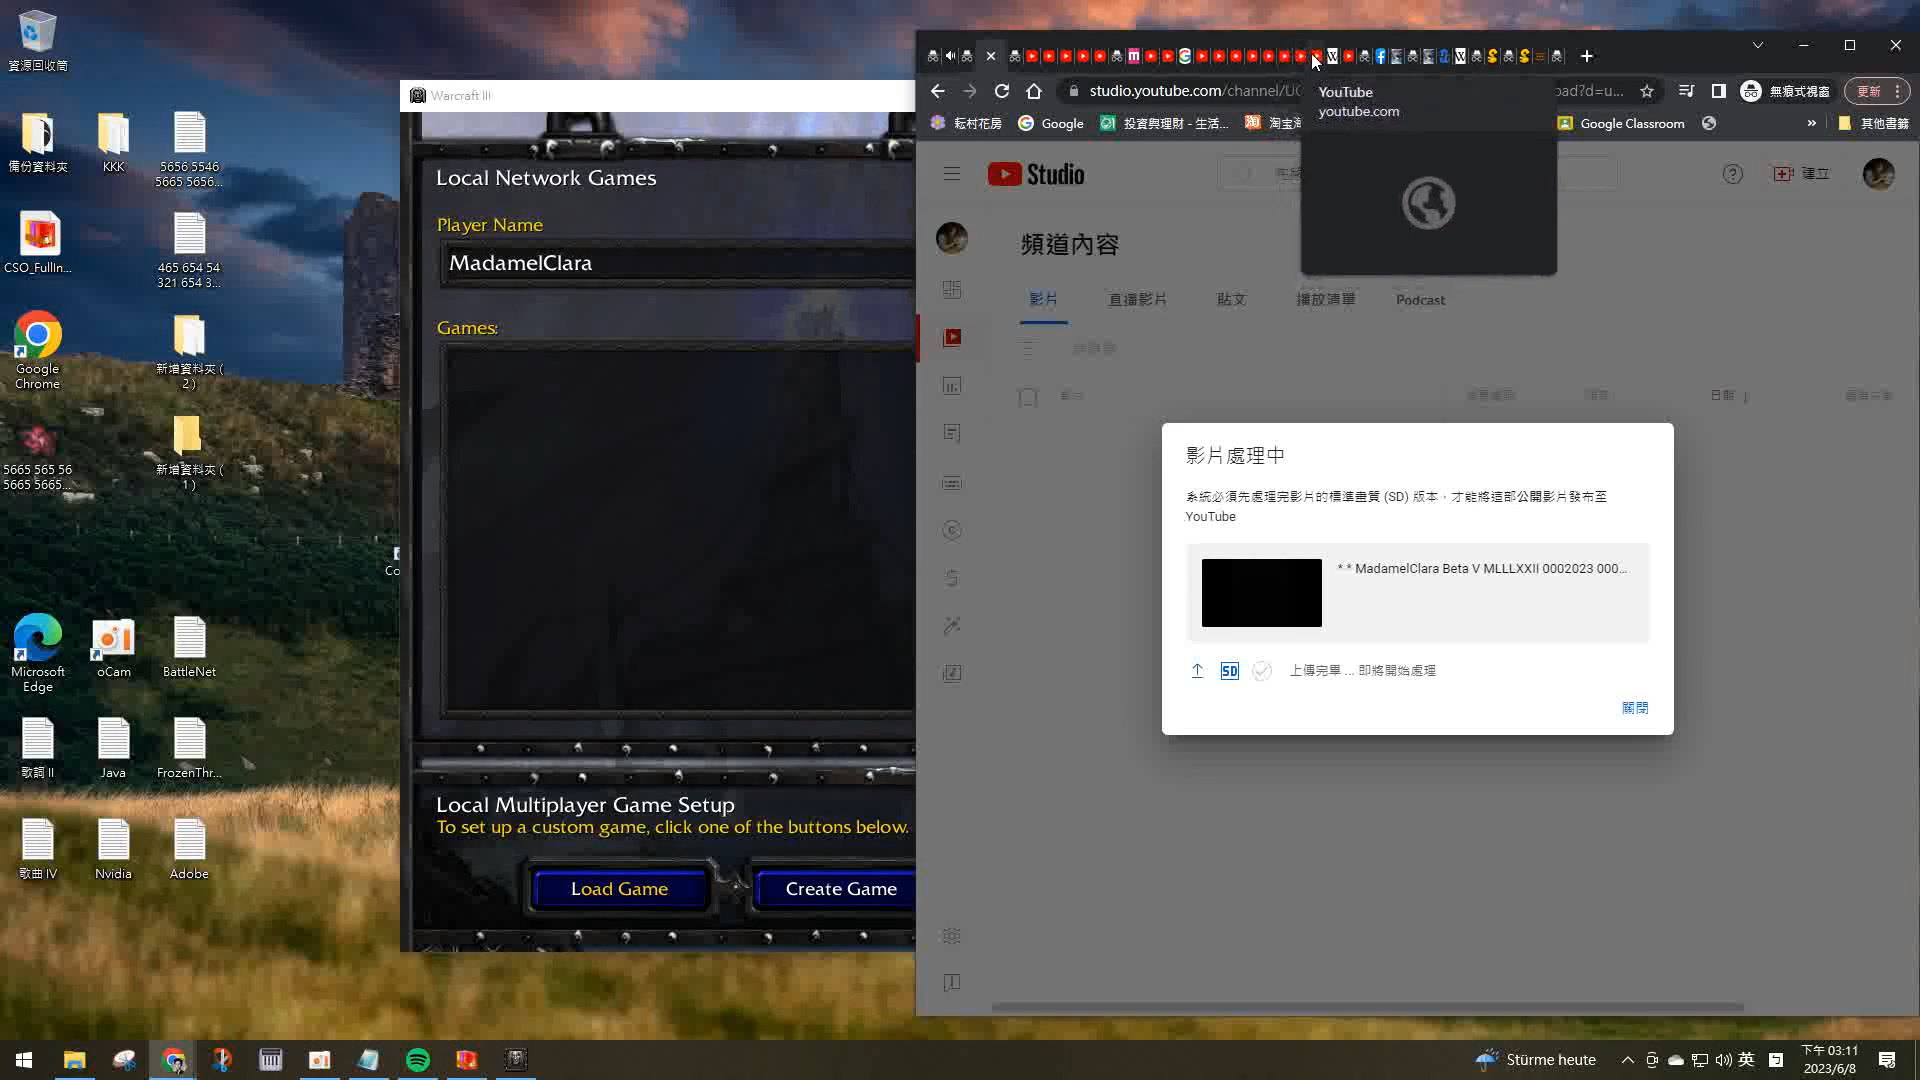 資源回收筒
備份資料夾
KKK
5656 5546
5665 5656...
CSO_FullIn...
465 654 54
321 654 3...
Google
Chrome
新增資料夾 (
2 )
5665 565 56
5665 5665...
新增資料夾 (
1 )
Co
Microsoft
Edge
oCam
BattleNet
歌詞 II
Java
FrozenThr...
歌曲 IV
Nvidia
Adobe
Warcraft III
Local Network Games
Player Name
MadamelClara
Games:
Local Multiplayer Game Setup
To set up a custom game, click one of the buttons below.
Load Game
Create Game
studio.youtube.com/channel/UC
oad?d=u...
無痕式視窗
更新
耘村花房
Google
投資與理財 - 生活...
淘宝海
Google Classroom
»
其他書籤
YouTube
youtube.com
Studio
建立
頻道內容
影片
直播影片
貼文
播放清單
Podcast
日期
影片處理中
系統必須先處理完影片的標準畫質 (SD) 版本，才能將這部公開影片發布至
YouTube
* * MadamelClara Beta V MLLLXXII 0002023 000...
SD
上傳完畢 ... 即將開始處理
關閉
Stürme heute
英
下午 03:11
2023/6/8